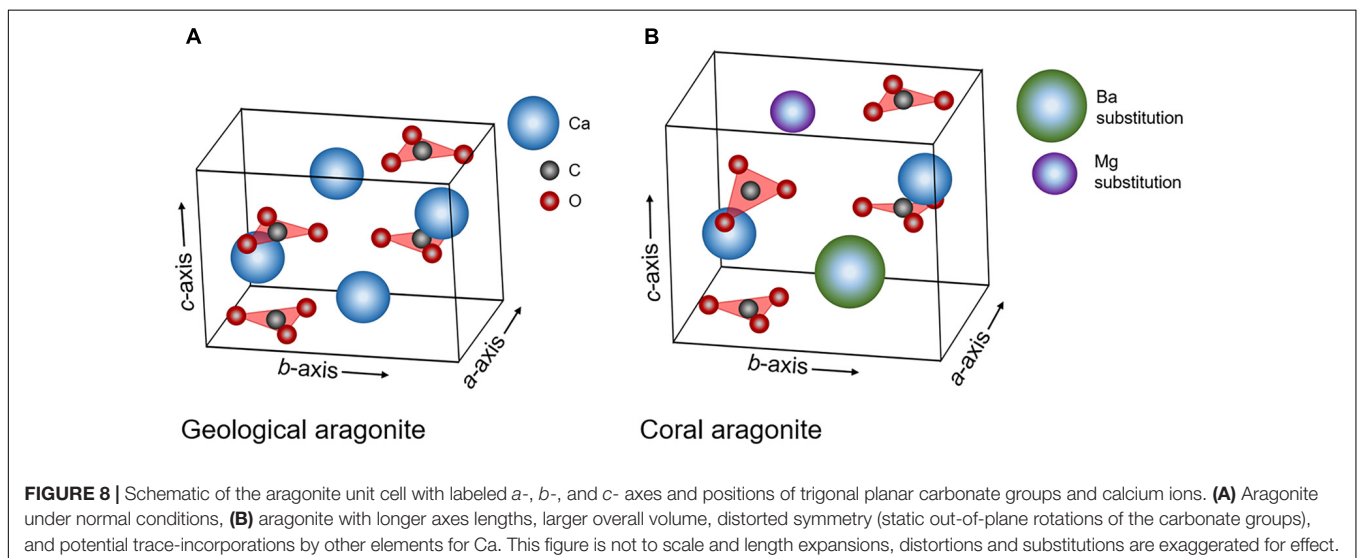 A
B
Ca
C
O
c-axis
b-axis
a-axis
Geological aragonite
Ba
substitution
Mg
substitution
c-axis
b-axis
a-axis
Coral aragonite
FIGURE 8 | Schematic of the aragonite unit cell with labeled a-, b-, and c- axes and positions of trigonal planar carbonate groups and calcium ions. (A) Aragonite
under normal conditions, (B) aragonite with longer axes lengths, larger overall volume, distorted symmetry (static out-of-plane rotations of the carbonate groups),
and potential trace-incorporations by other elements for Ca. This figure is not to scale and length expansions, distortions and substitutions are exaggerated for effect.